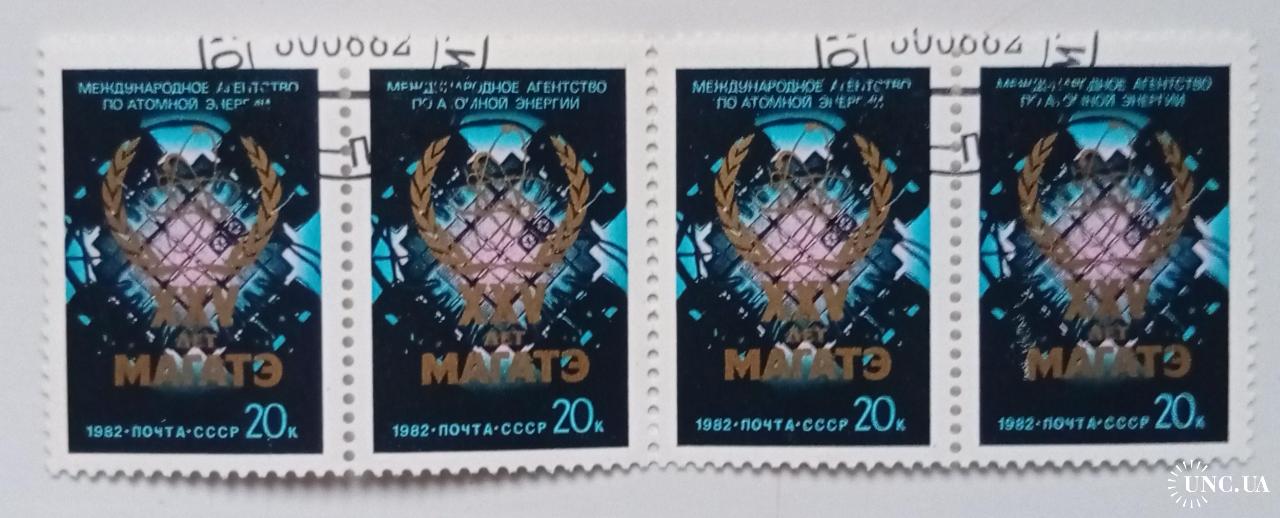 000682
000682
МЕЖДУНАРОДНОЕ АГЕНТСТВО
ПО АТОМНОЙ ЭНЕРГИИ
XXV
ЛЕТ
МАГАТЭ
1982·ПОЧТА·СССР 20к
МЕЖДУНАРОДНОЕ АГЕНТСТВО
ПО АТОМНОЙ ЭНЕРГИИ
XXV
ЛЕТ
МАГАТЭ
1982·ПОЧТА·СССР 20к
МЕЖДУНАРОДНОЕ АГЕНТСТВО
ПО АТОМНОЙ ЭНЕРГИИ
XXV
ЛЕТ
МАГАТЭ
1982·ПОЧТА·СССР 20к
МЕЖДУНАРОДНОЕ АГЕНТСТВО
ПО АТОМНОЙ ЭНЕРГИИ
XXV
ЛЕТ
МАГАТЭ
1982·ПОЧТА·СССР 20к
UNC.UA